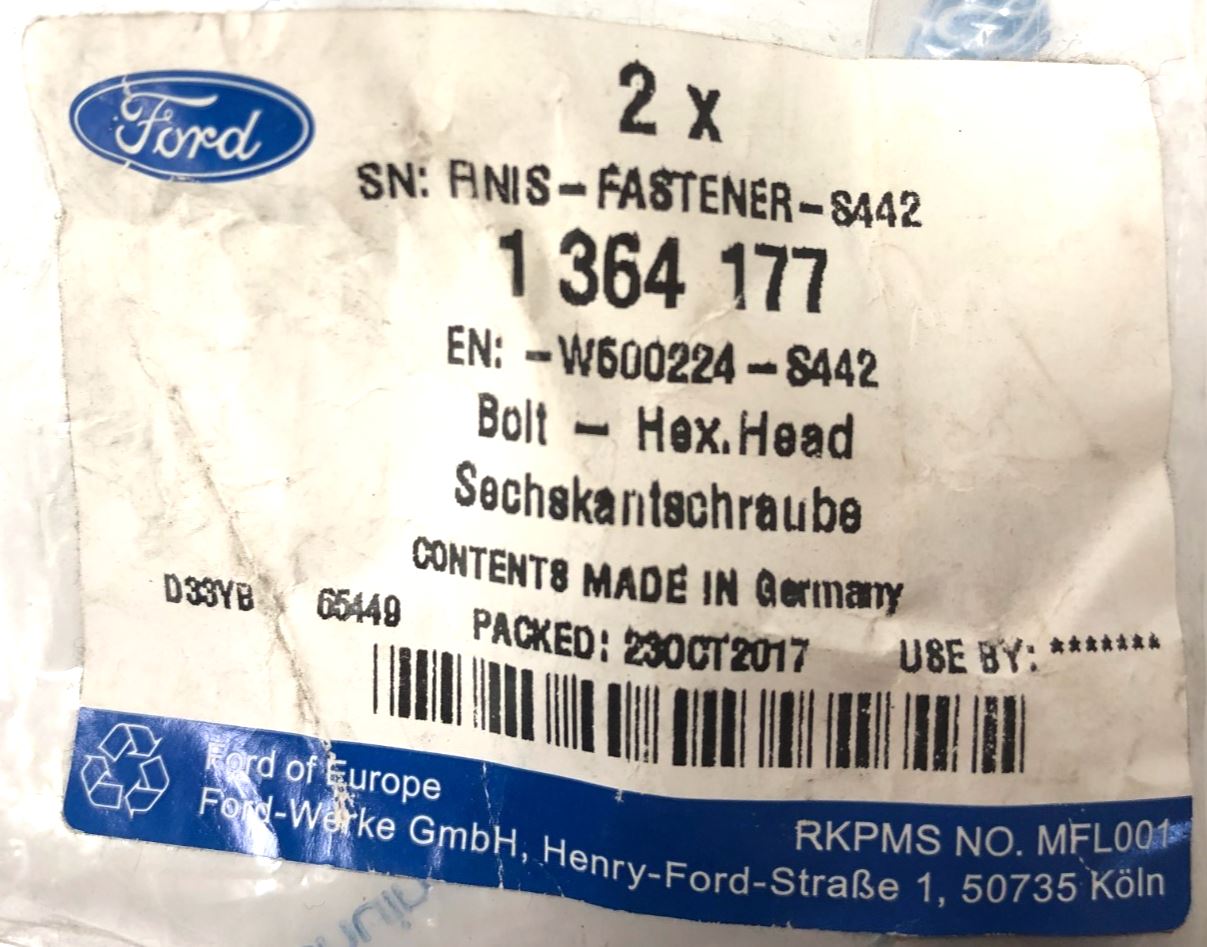 Ford
2 x
SN: FINIS-FASTENER-S442
1 364 177
EN: -W500224-S442
Bolt - Hex.Head
Sechskantschraube
CONTENTS MADE IN Germany
D33YB 65449 PACKED: 23OCT2017 USE BY: *******
Ford of Europe
RKPMS NO. MFL001
Ford-Werke GmbH, Henry-Ford-Straße 1, 50735 Köln